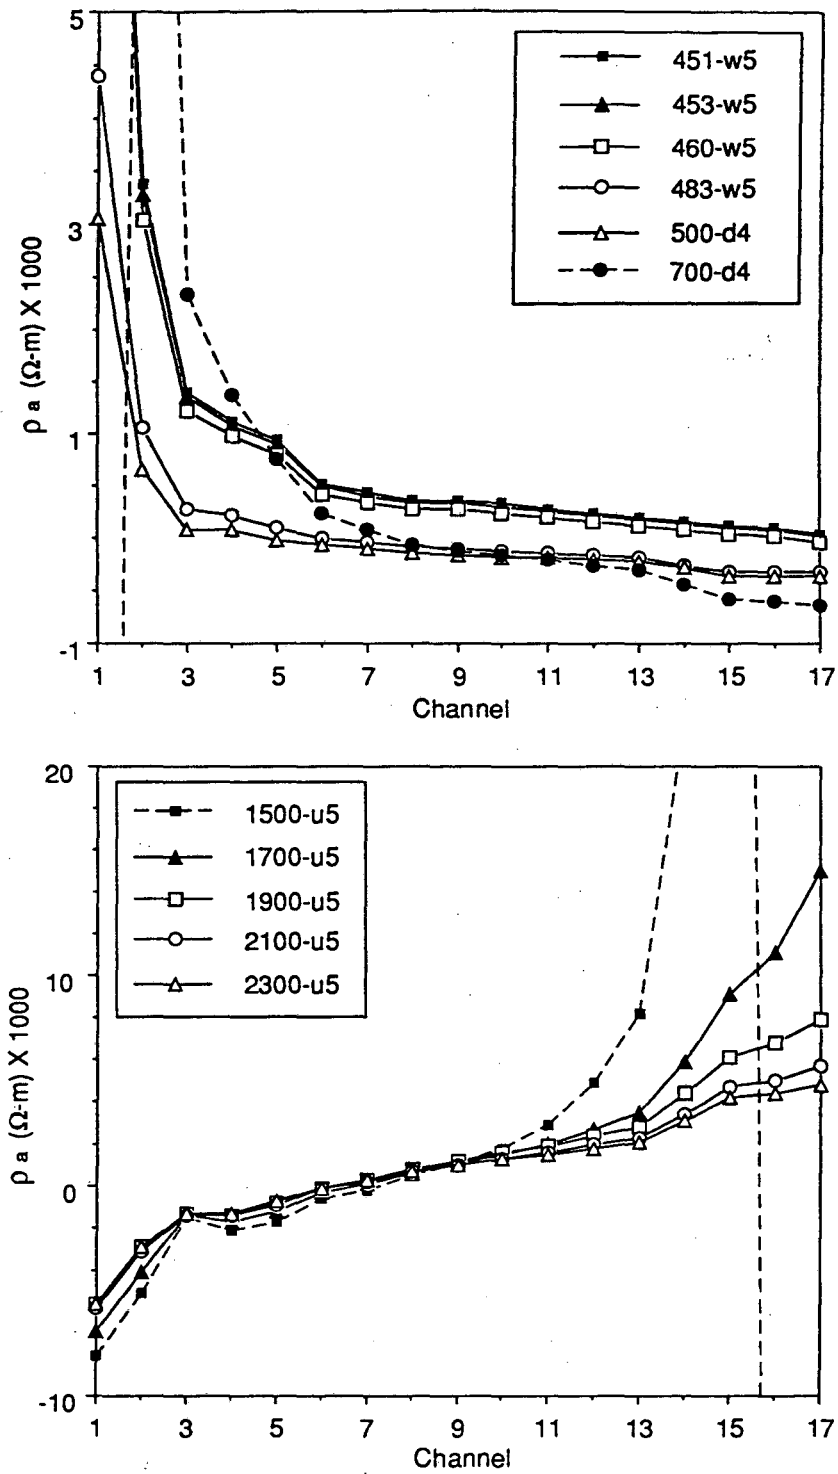 5
3
1
-1
ρ a (Ω-m) X 1000
451-w5
453-w5
460-w5
483-w5
500-d4
700-d4
1 3 5 7 9 11 13 15 17
Channel
20
10
0
-10
ρ a (Ω-m) X 1000
1500-u5
1700-u5
1900-u5
2100-u5
2300-u5
1 3 5 7 9 11 13 15 17
Channel